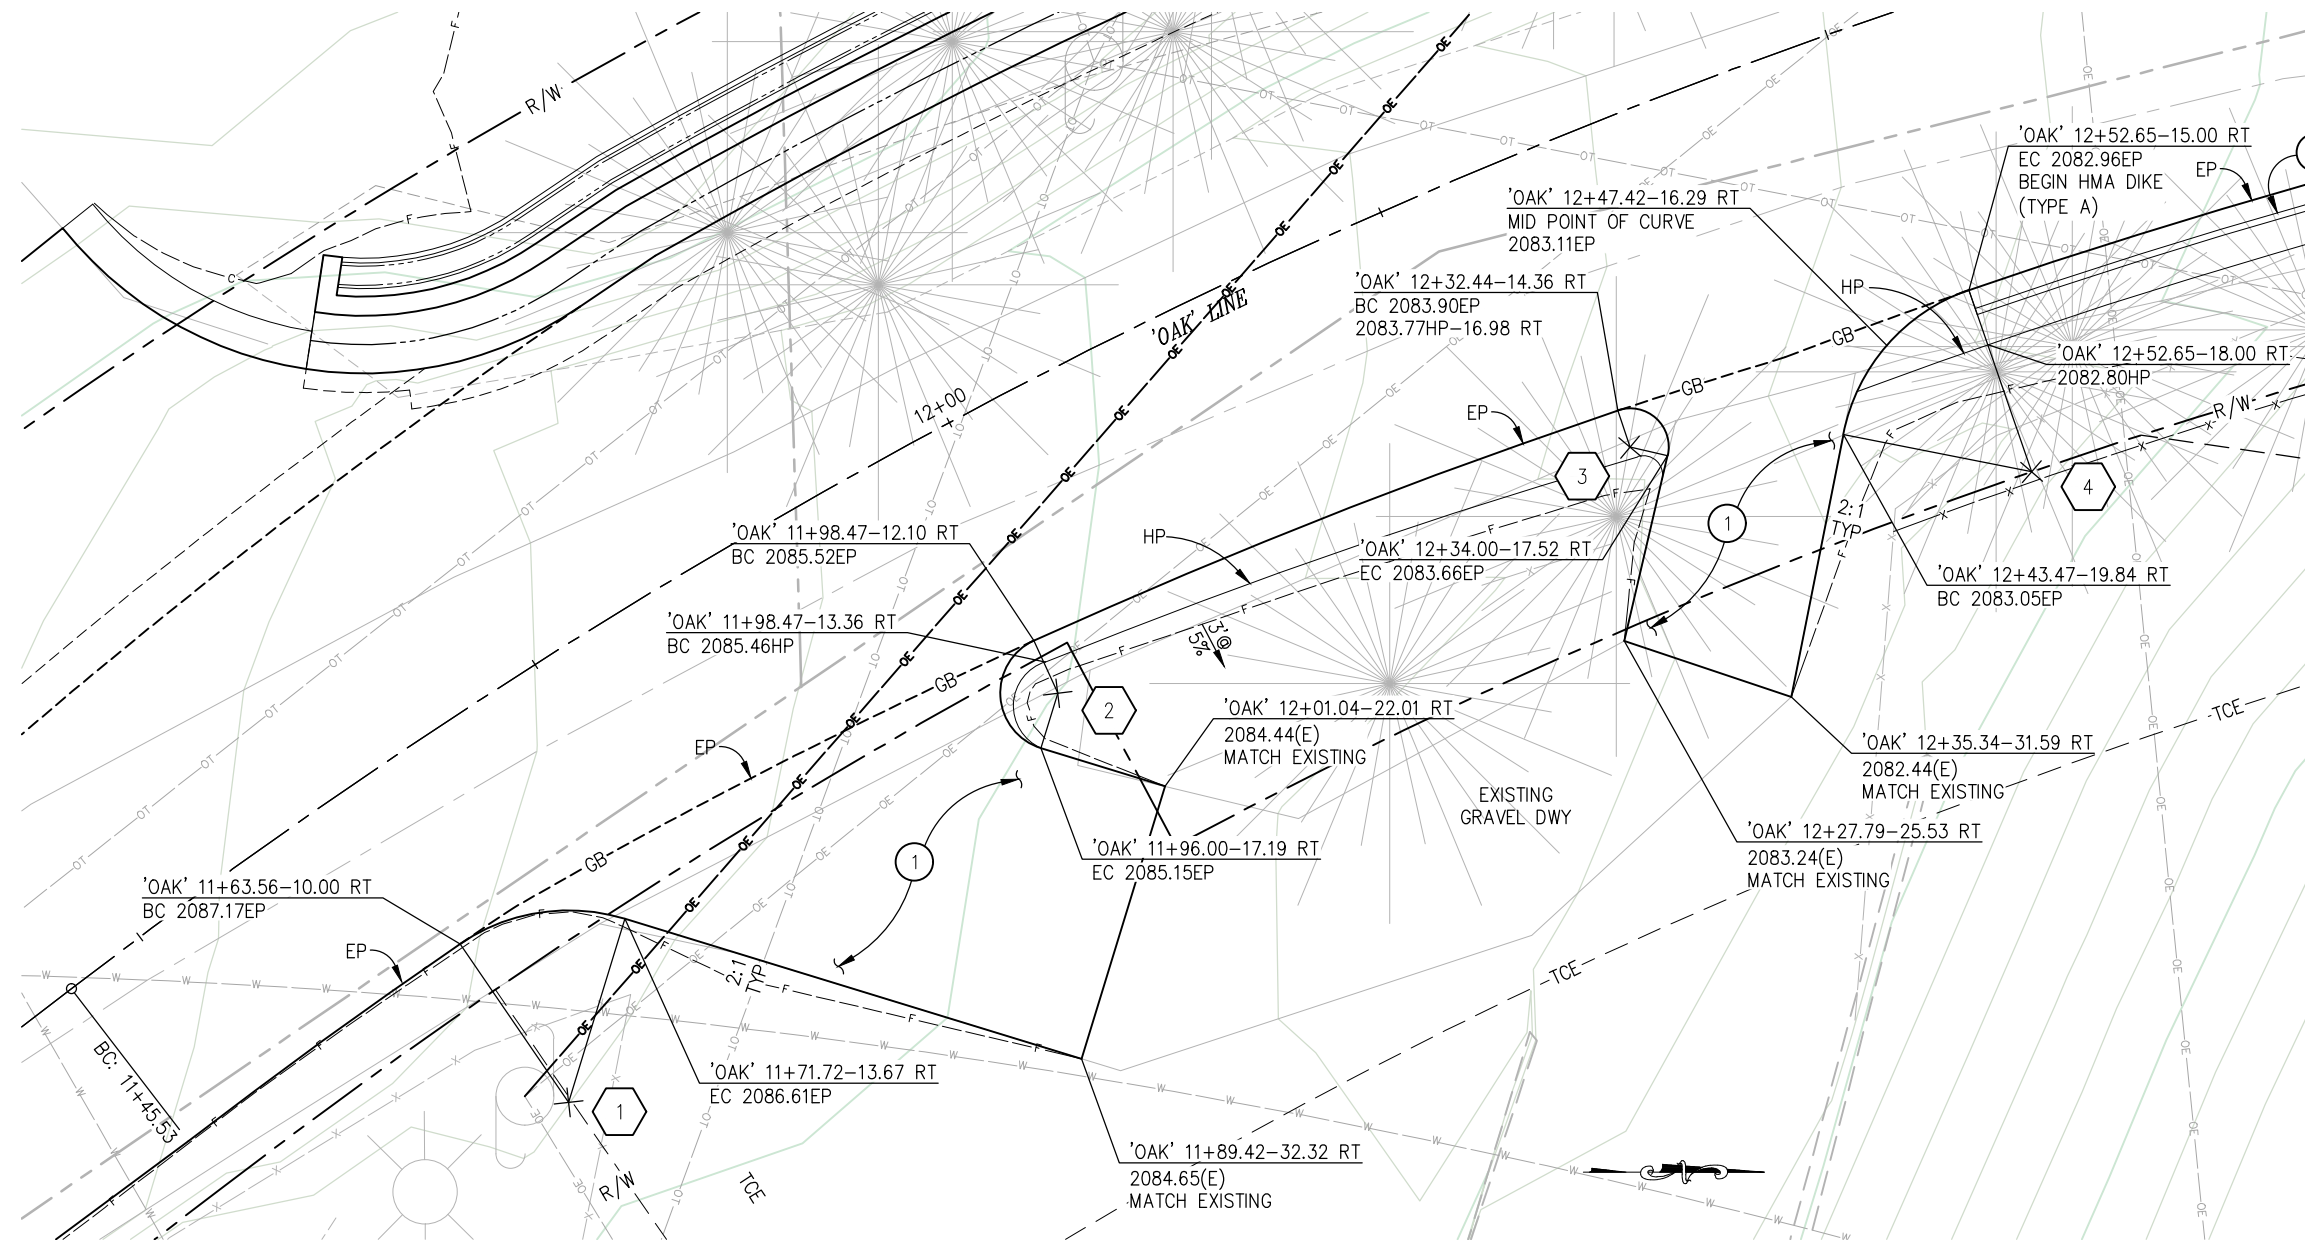 R/W
'OAK' 12+52.65-15.00 RT
EC 2082.96EP
BEGIN HMA DIKE
(TYPE A)
EP
'OAK' 12+47.42-16.29 RT
MID POINT OF CURVE
2083.11EP
'OAK' 12+32.44-14.36 RT
BC 2083.90EP
2083.77HP-16.98 RT
HP
'OAK' LINE
GB
'OAK' 12+52.65-18.00 RT
2082.80HP
GB
R/W
EP
12+00
3
4
1
2:1
TYP
'OAK' 11+98.47-12.10 RT
BC 2085.52EP
HP
'OAK' 12+34.00-17.52 RT
EC 2083.66EP
'OAK' 12+43.47-19.84 RT
BC 2083.05EP
'OAK' 11+98.47-13.36 RT
BC 2085.46HP
3'@
5%
GB
2
'OAK' 12+01.04-22.01 RT
2084.44(E)
MATCH EXISTING
TCE
EP
'OAK' 12+35.34-31.59 RT
2082.44(E)
MATCH EXISTING
EXISTING
GRAVEL DWY
'OAK' 12+27.79-25.53 RT
2083.24(E)
MATCH EXISTING
GB
1
'OAK' 11+96.00-17.19 RT
EC 2085.15EP
'OAK' 11+63.56-10.00 RT
BC 2087.17EP
EP
2:1
TYP
TCE
BC: 11+45.53
'OAK' 11+71.72-13.67 RT
EC 2086.61EP
1
'OAK' 11+89.42-32.32 RT
2084.65(E)
MATCH EXISTING
R/W
TCE